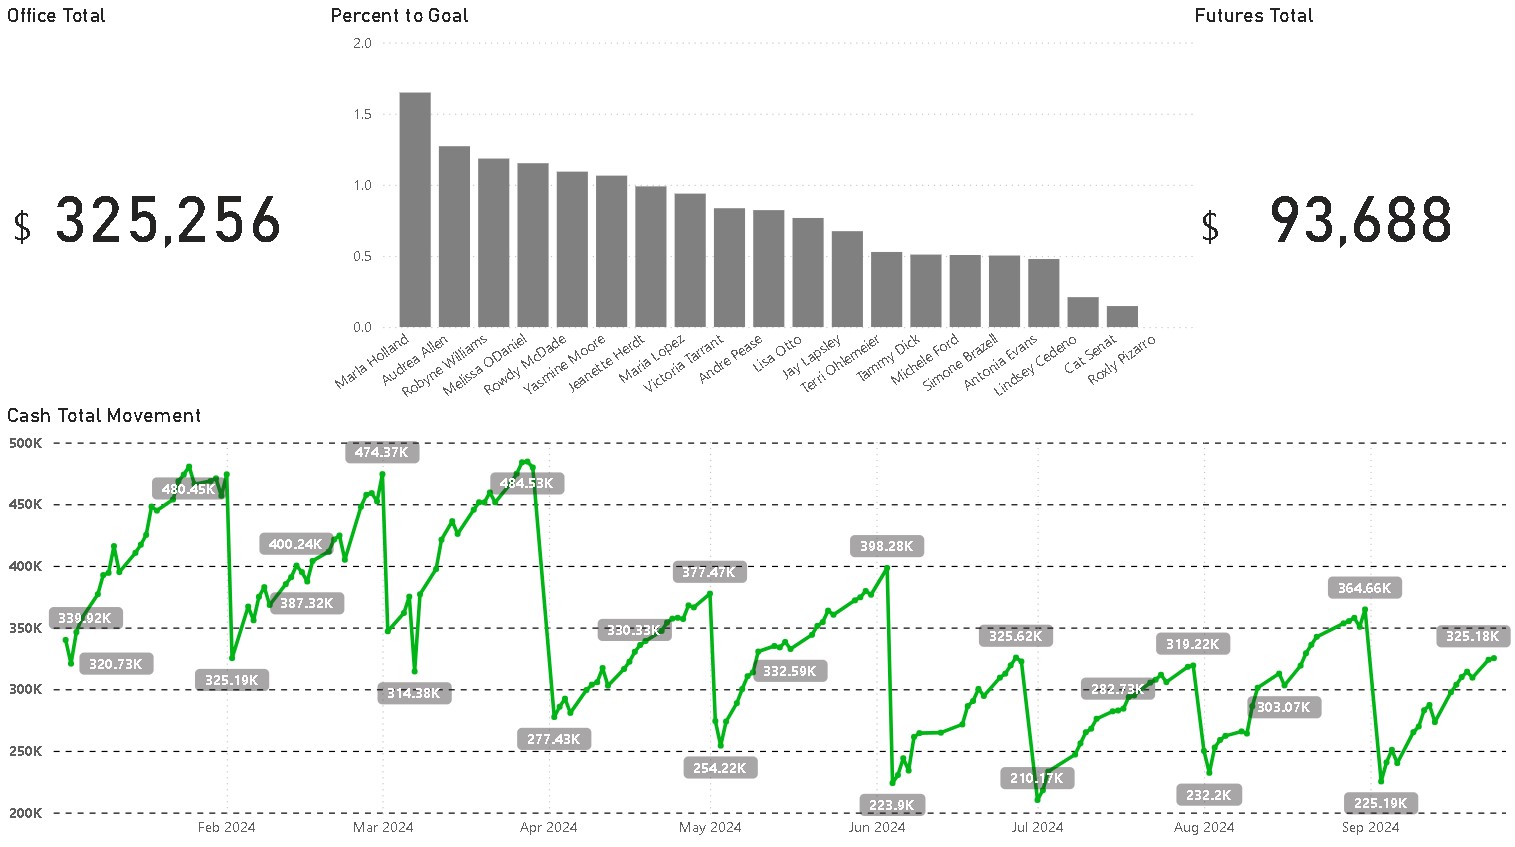 Office Total
Percent to Goal
Futures Total
2.0
1.5
1.0
0.5
0.0
$ 325,256
$ 93,688
Marla Holland
Audrea Allen
Robyne Williams
Melissa ODaniel
Rowdy McDade
Yasmine Moore
Jeanette Herdt
Maria Lopez
Victoria Tarrant
Andre Pease
Lisa Otto
Jay Lapsley
Terri Ohlemeier
Tammy Dick
Michele Ford
Simone Brazell
Antonia Evans
Lindsey Cedeno
Cat Senat
Roxly Pizarro
Cash Total Movement
500K
450K
400K
350K
300K
250K
200K
339.92K
320.73K
480.45K
325.19K
400.24K
387.32K
474.37K
314.38K
484.53K
277.43K
330.33K
377.47K
254.22K
332.59K
398.28K
223.9K
325.62K
210.17K
282.73K
319.22K
232.2K
303.07K
364.66K
225.19K
325.18K
Feb 2024
Mar 2024
Apr 2024
May 2024
Jun 2024
Jul 2024
Aug 2024
Sep 2024